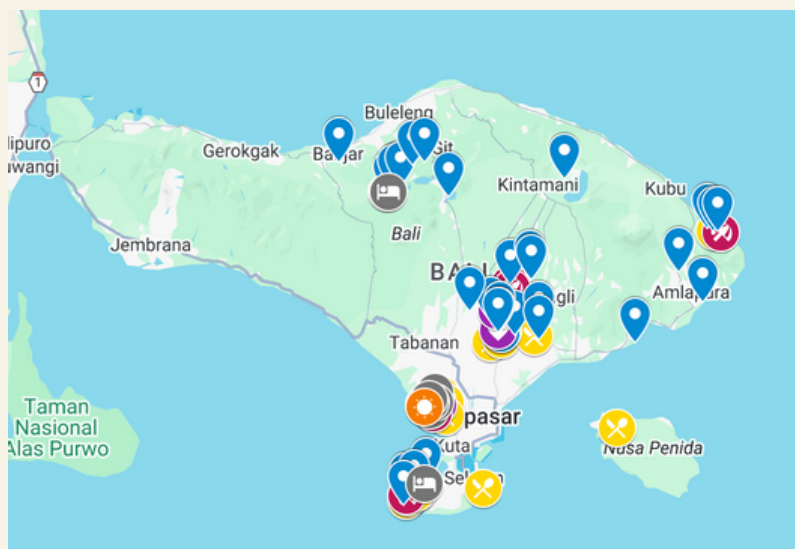 1
Buleleng
lipuro
uwangi
Gerokgak
Banjar
Sit
Kintamani
Kubu
Jembrana
Bali
BALI
gli
Amlapura
Tabanan
Taman
Nasional
Alas Purwo
pasar
Kuta
Nusa Penida